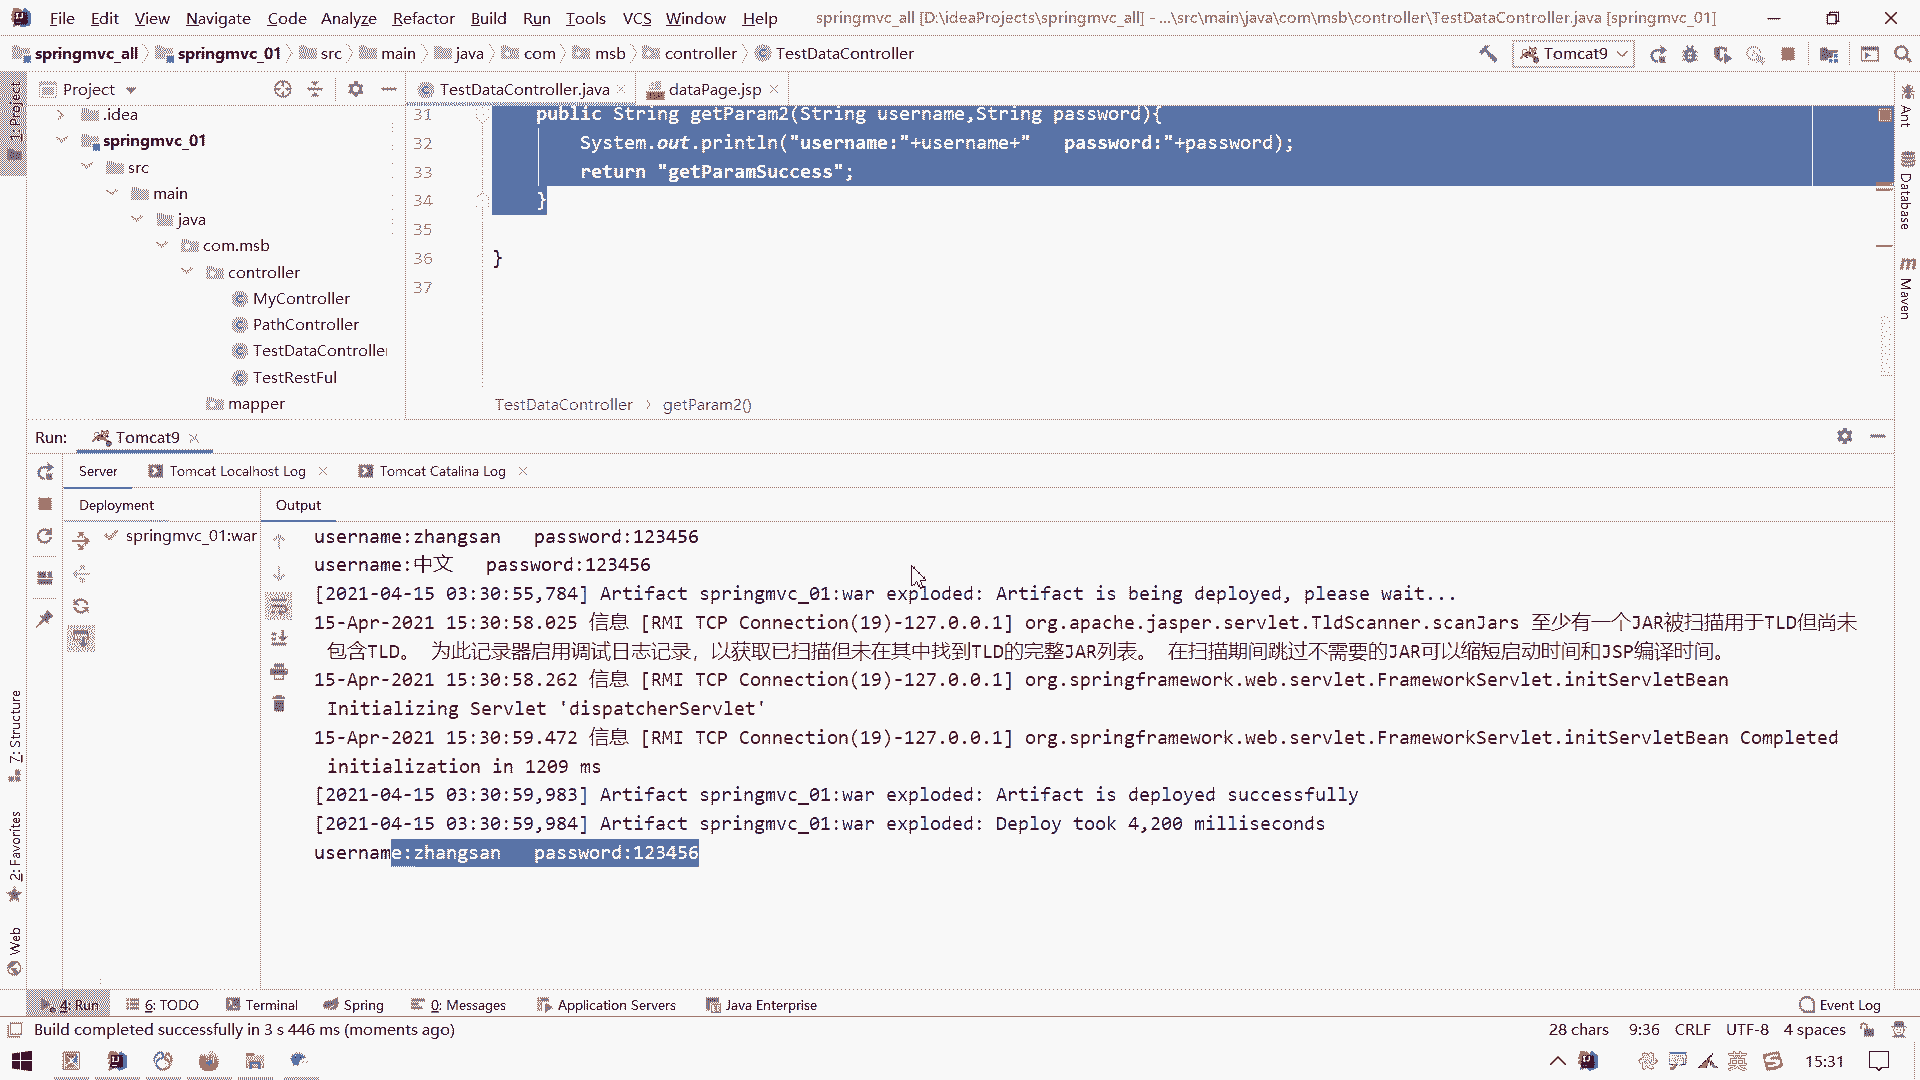 File Edit View Navigate Code Analyze Refactor Build Run Tools VCS Window Help springmvc_all [D:\ideaProjects\springmvc_all] - ...\src\main\java\com\msb\controller\TestDataController.java [springmvc_01]
springmvc_all springmvc_01 src main java com msb controller TestDataController Tomcat9
Project TestDataController.java dataPage.jsp
1: Project
Ant
Database
Maven
.idea
springmvc_01
src
main
java
com.msb
controller
MyController
PathController
TestDataController
TestRestFul
mapper
31 public String getParam2(String username,String password){
32 System.out.println("username:"+username+"   password:"+password);
33 return "getParamSuccess";
34 }
35
36 }
37
TestDataController › getParam2()
Run: Tomcat9
Server Tomcat Localhost Log Tomcat Catalina Log
Deployment Output
springmvc_01:war
username:zhangsan   password:123456
username:中文   password:123456
[2021-04-15 03:30:55,784] Artifact springmvc_01:war exploded: Artifact is being deployed, please wait...
15-Apr-2021 15:30:58.025 信息 [RMI TCP Connection(19)-127.0.0.1] org.apache.jasper.servlet.TldScanner.scanJars 至少有一个JAR被扫描用于TLD但尚未
包含TLD。 为此记录器启用调试日志记录，以获取已扫描但未在其中找到TLD的完整JAR列表。 在扫描期间跳过不需要的JAR可以缩短启动时间和JSP编译时间。
15-Apr-2021 15:30:58.262 信息 [RMI TCP Connection(19)-127.0.0.1] org.springframework.web.servlet.FrameworkServlet.initServletBean
Initializing Servlet 'dispatcherServlet'
15-Apr-2021 15:30:59.472 信息 [RMI TCP Connection(19)-127.0.0.1] org.springframework.web.servlet.FrameworkServlet.initServletBean Completed
initialization in 1209 ms
[2021-04-15 03:30:59,983] Artifact springmvc_01:war exploded: Artifact is deployed successfully
[2021-04-15 03:30:59,984] Artifact springmvc_01:war exploded: Deploy took 4,200 milliseconds
username:zhangsan   password:123456
7: Structure
2: Favorites
Web
4: Run 6: TODO Terminal Spring 0: Messages Application Servers Java Enterprise Event Log
Build completed successfully in 3 s 446 ms (moments ago) 28 chars 9:36 CRLF UTF-8 4 spaces
英 15:31